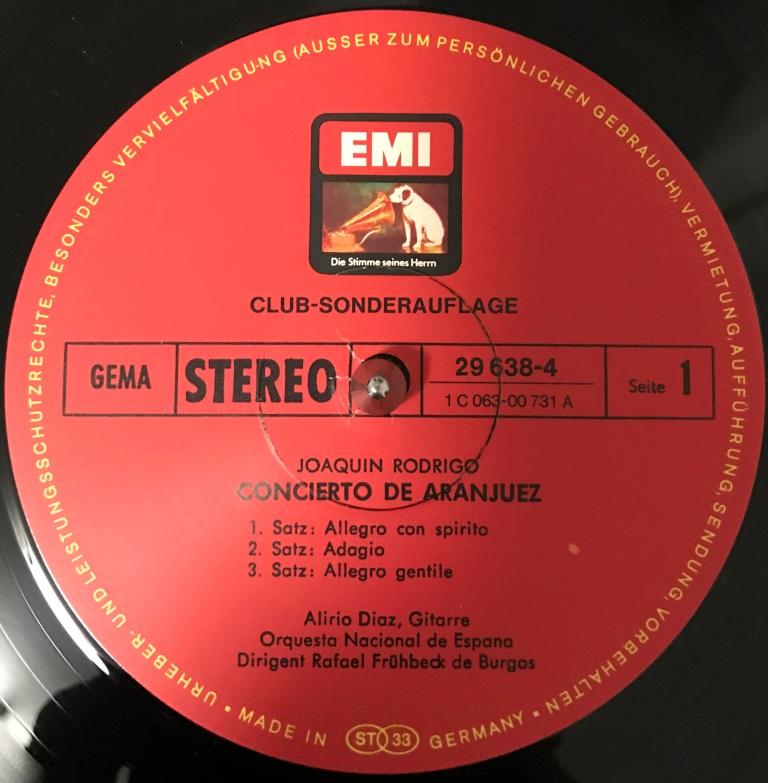 URHEBER- UND LEISTUNGSSCHUTZRECHTE, BESONDERS VERVIELFÄLTIGUNG (AUSSER ZUM PERSÖNLICHEN GEBRAUCH), VERMIETUNG, AUFFÜHRUNG, SENDUNG, VORBEHALTEN
EMI
Die Stimme seines Herrn
CLUB-SONDERAUFLAGE
GEMA
STEREO
29 638-4
1 C 063-00 731 A
Seite 1
JOAQUIN RODRIGO
CONCIERTO DE ARANJUEZ
1. Satz: Allegro con spirito
2. Satz: Adagio
3. Satz: Allegro gentile
Alirio Diaz, Gitarre
Orquesta Nacional de Espana
Dirigent Rafael Frühbeck de Burgos
▪ MADE IN ST 33 GERMANY ▪